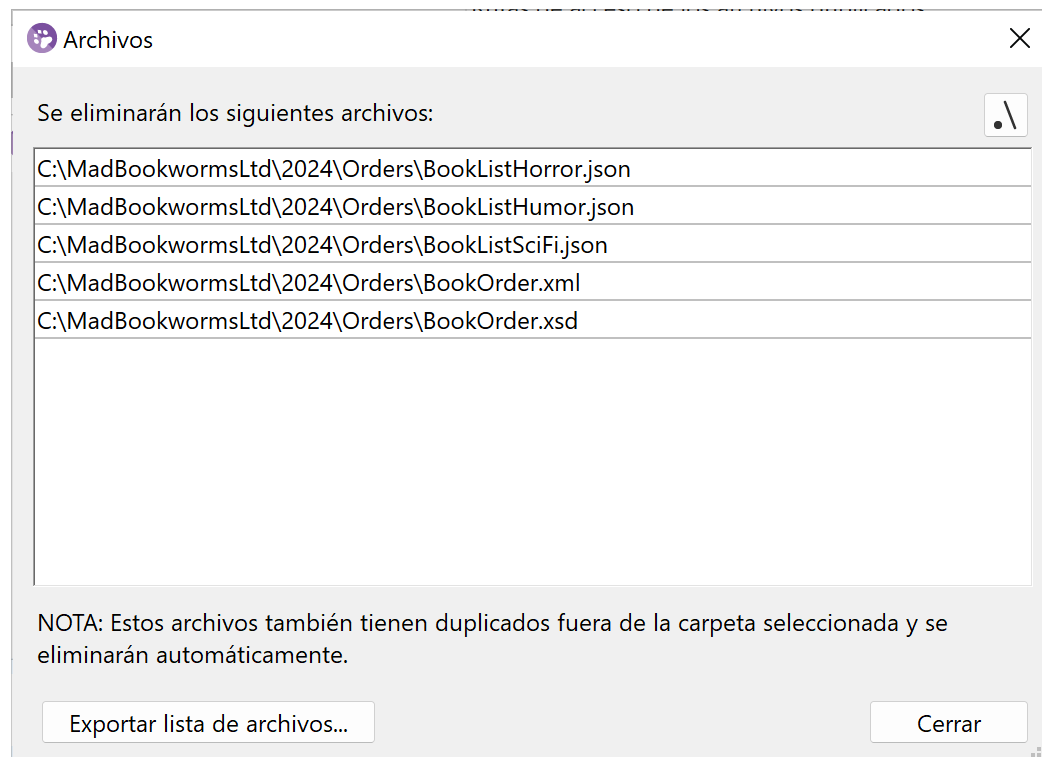 Archivos
Se eliminarán los siguientes archivos:
.\
C:\MadBookwormsLtd\2024\Orders\BookListHorror.json
C:\MadBookwormsLtd\2024\Orders\BookListHumor.json
C:\MadBookwormsLtd\2024\Orders\BookListSciFi.json
C:\MadBookwormsLtd\2024\Orders\BookOrder.xml
C:\MadBookwormsLtd\2024\Orders\BookOrder.xsd
NOTA: Estos archivos también tienen duplicados fuera de la carpeta seleccionada y se
eliminarán automáticamente.
Exportar lista de archivos...
Cerrar